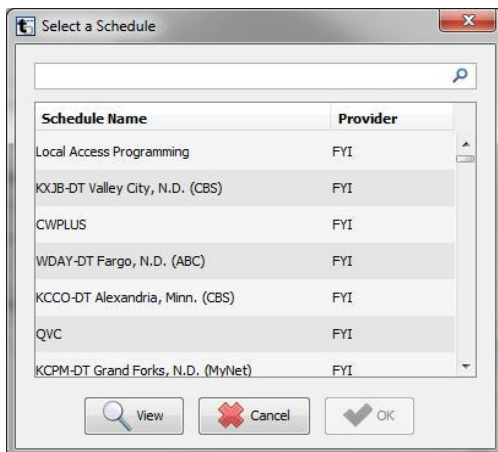 Select a Schedule
Schedule Name Provider
Local Access Programming FYI
KXJB-DT Valley City, N.D. (CBS) FYI
CWPLUS FYI
WDAY-DT Fargo, N.D. (ABC) FYI
KCCO-DT Alexandria, Minn. (CBS) FYI
QVC FYI
KCPM-DT Grand Forks, N.D. (MyNet) FYI
View Cancel OK